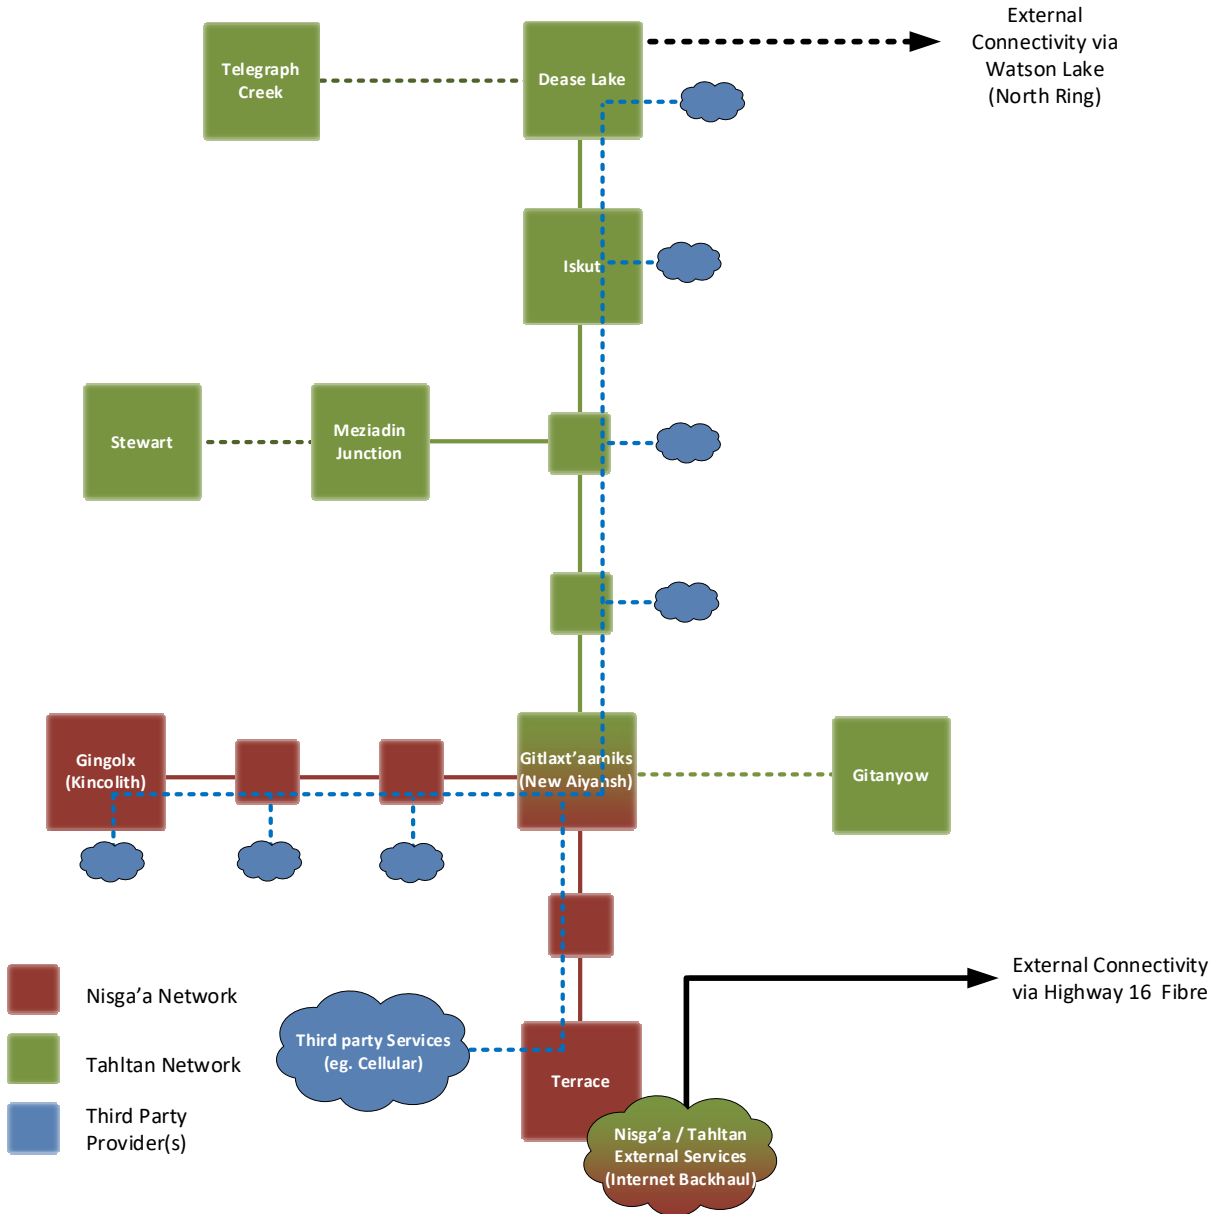 External
Connectivity via
Watson Lake
(North Ring)
Telegraph
Creek
Dease Lake
Iskut
Stewart
Meziadin
Junction
Gingolx
(Kincolith)
Gitlaxt’aamiks
(New Aiyansh)
Gitanyow
External Connectivity
via Highway 16 Fibre
Nisga’a Network
Tahltan Network
Third Party
Provider(s)
Third party Services
(eg. Cellular)
Terrace
Nisga’a / Tahltan
External Services
(Internet Backhaul)